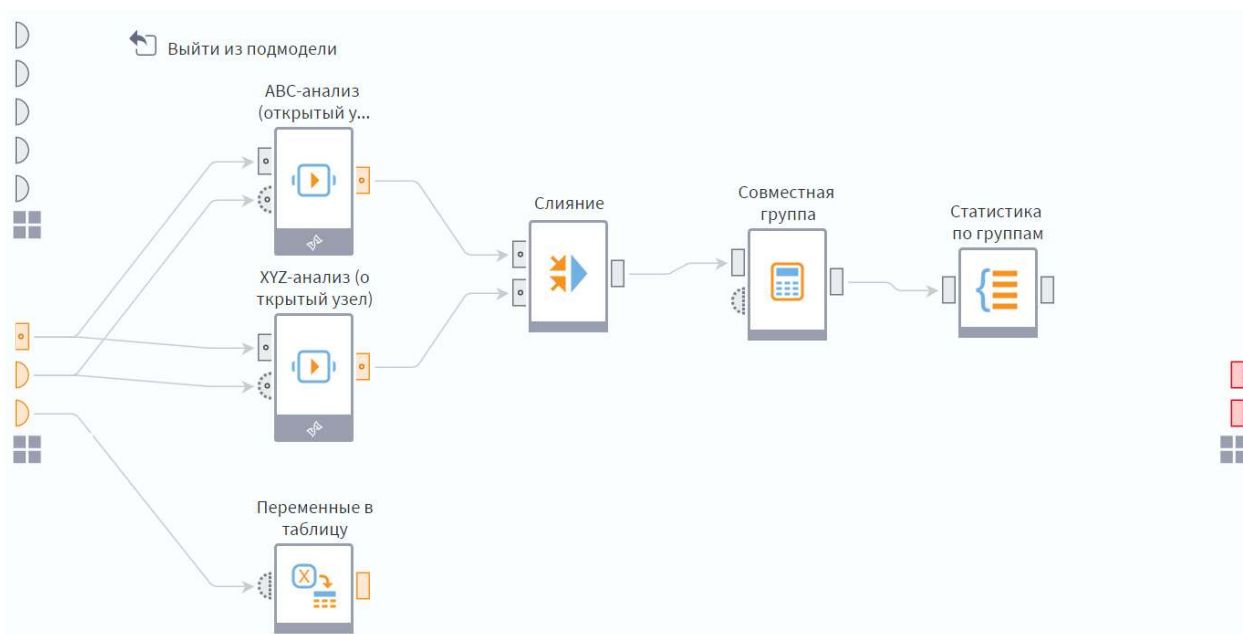 Выйти из подмодели
ABC-анализ
(открытый у...
XYZ-анализ (о
ткрытый узел)
Слияние
Совместная
группа
Статистика
по группам
Переменные в
таблицу